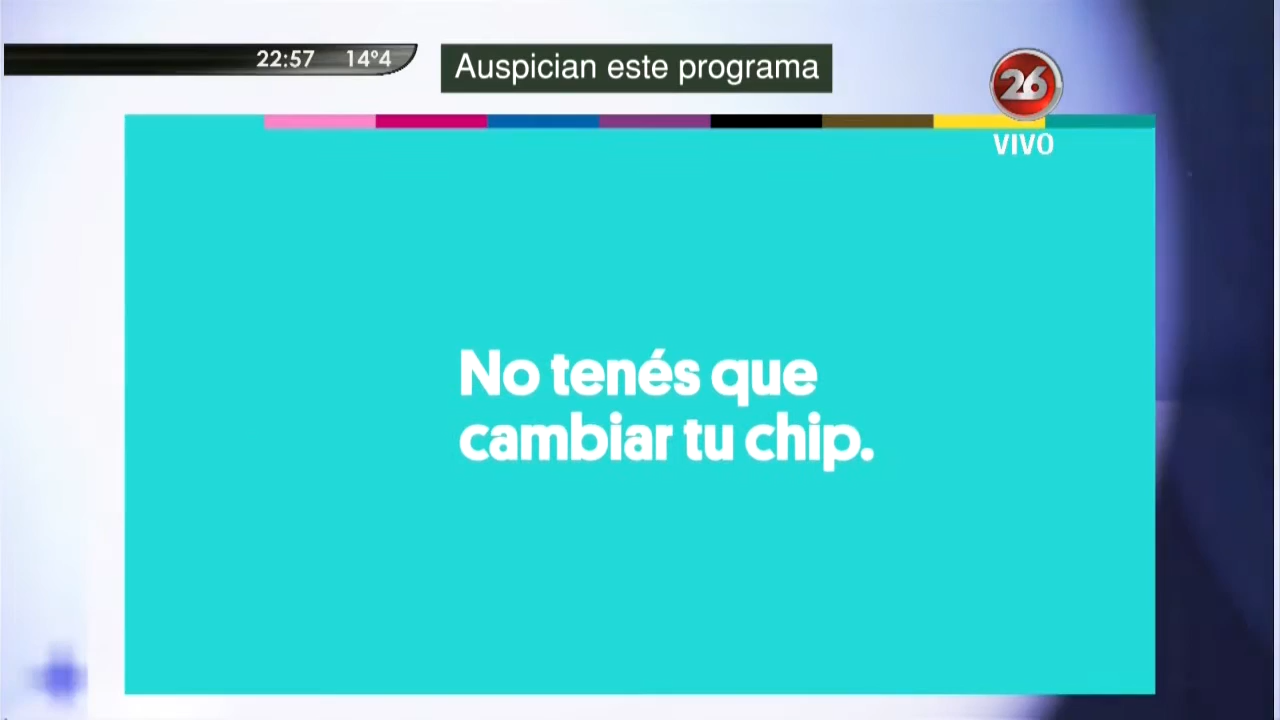 22:57 14°4
Auspician este programa
26
VIVO
No tenés que
cambiar tu chip.